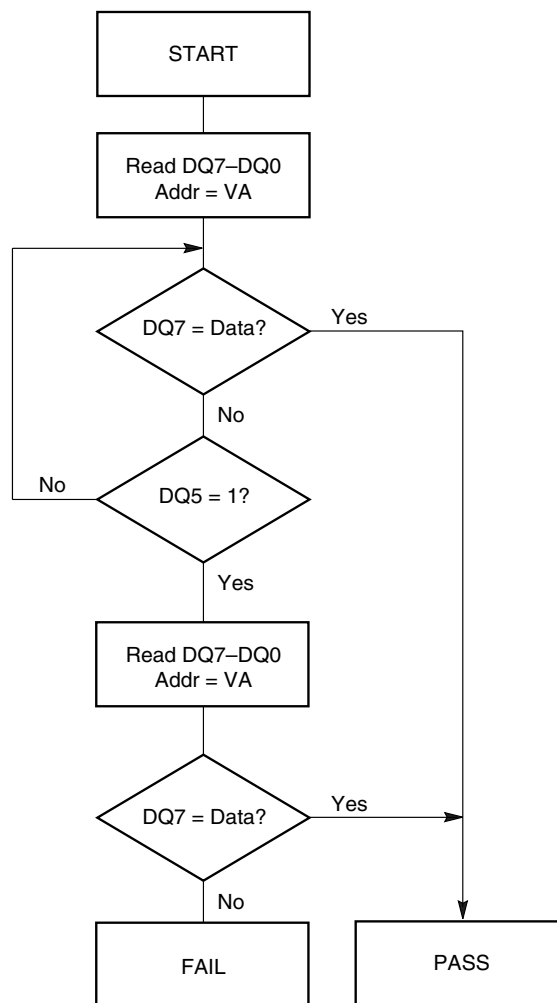 START
Read DQ7–DQ0
Addr = VA
DQ7 = Data?
Yes
No
No
DQ5 = 1?
Yes
Read DQ7–DQ0
Addr = VA
DQ7 = Data?
Yes
No
FAIL
PASS